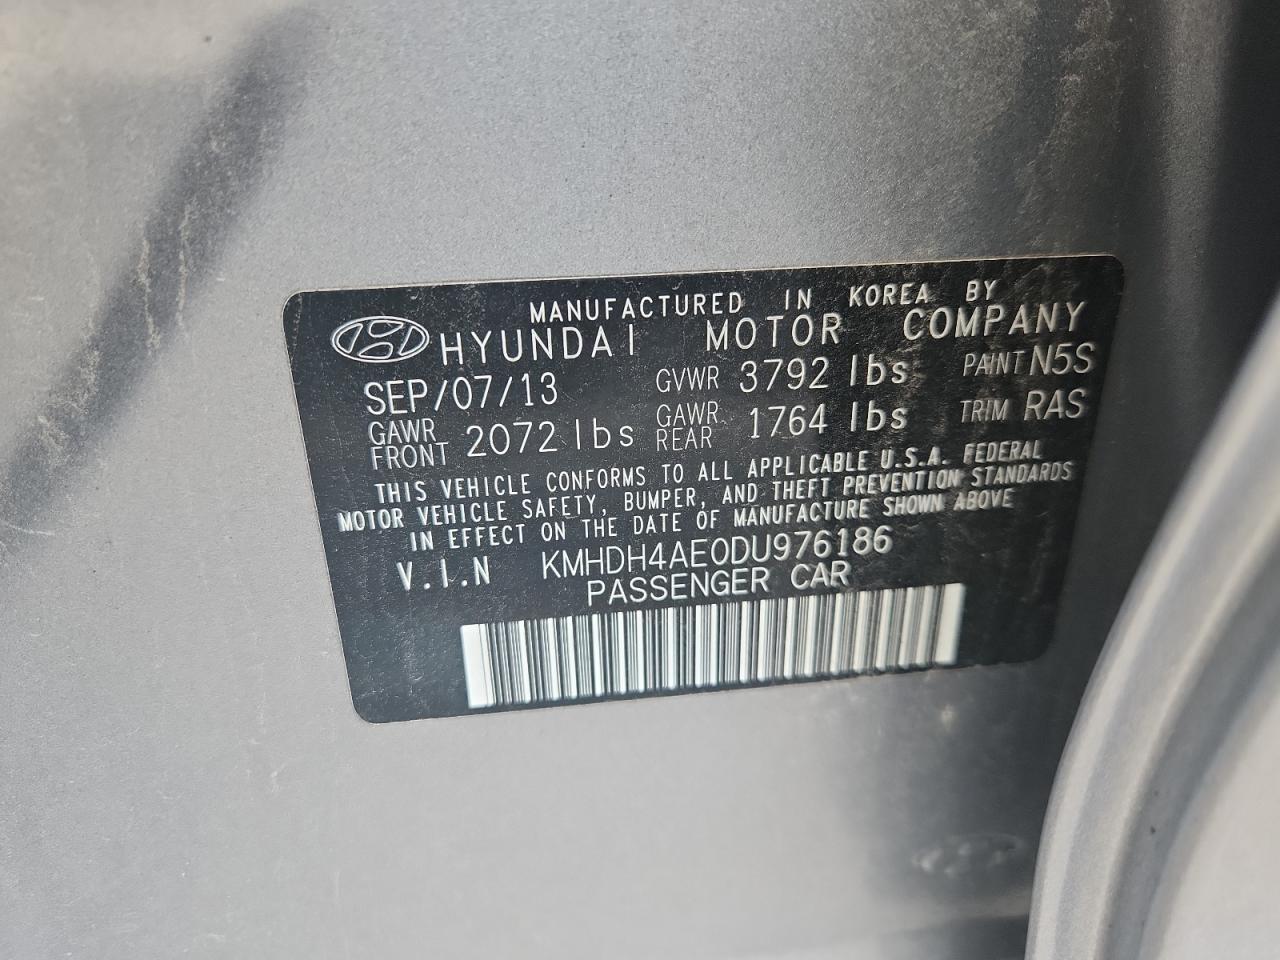 MANUFACTURED IN KOREA BY
HYUNDAI MOTOR COMPANY
SEP/07/13 GVWR 3792 lbs PAINT N5S
GAWR FRONT 2072 lbs GAWR REAR 1764 lbs TRIM RAS
THIS VEHICLE CONFORMS TO ALL APPLICABLE U.S.A. FEDERAL
MOTOR VEHICLE SAFETY, BUMPER, AND THEFT PREVENTION STANDARDS
IN EFFECT ON THE DATE OF MANUFACTURE SHOWN ABOVE
V.I.N KMHDH4AE0DU976186
PASSENGER CAR